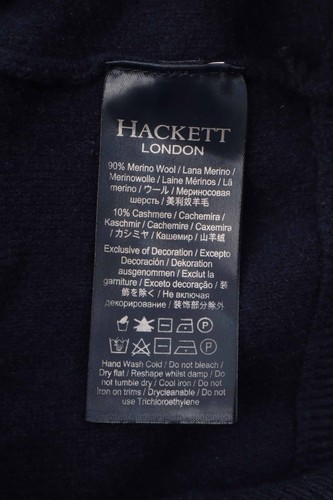 HACKETT
LONDON
90% Merino Wool / Lana Merino /
Merinowolle / Laine Mérinos / Lã
merino / ウール / Мериносовая
шерсть / 美利奴羊毛
10% Cashmere / Cachemira /
Kaschmir / Cachemire / Caxemira
/ カシミヤ / Кашемир / 山羊绒
Exclusive of Decoration / Excepto
Decoración / Dekoration
ausgenommen / Exclut la
garniture / Exceto decoração / 装
飾を除く / Не включая
декорирование / 装饰部分除外
Hand Wash Cold / Do not bleach /
Dry flat / Reshape whilst damp / Do
not tumble dry / Cool iron / Do not
Iron on trims / Drycleanable / Do not
use Trichloroethylene